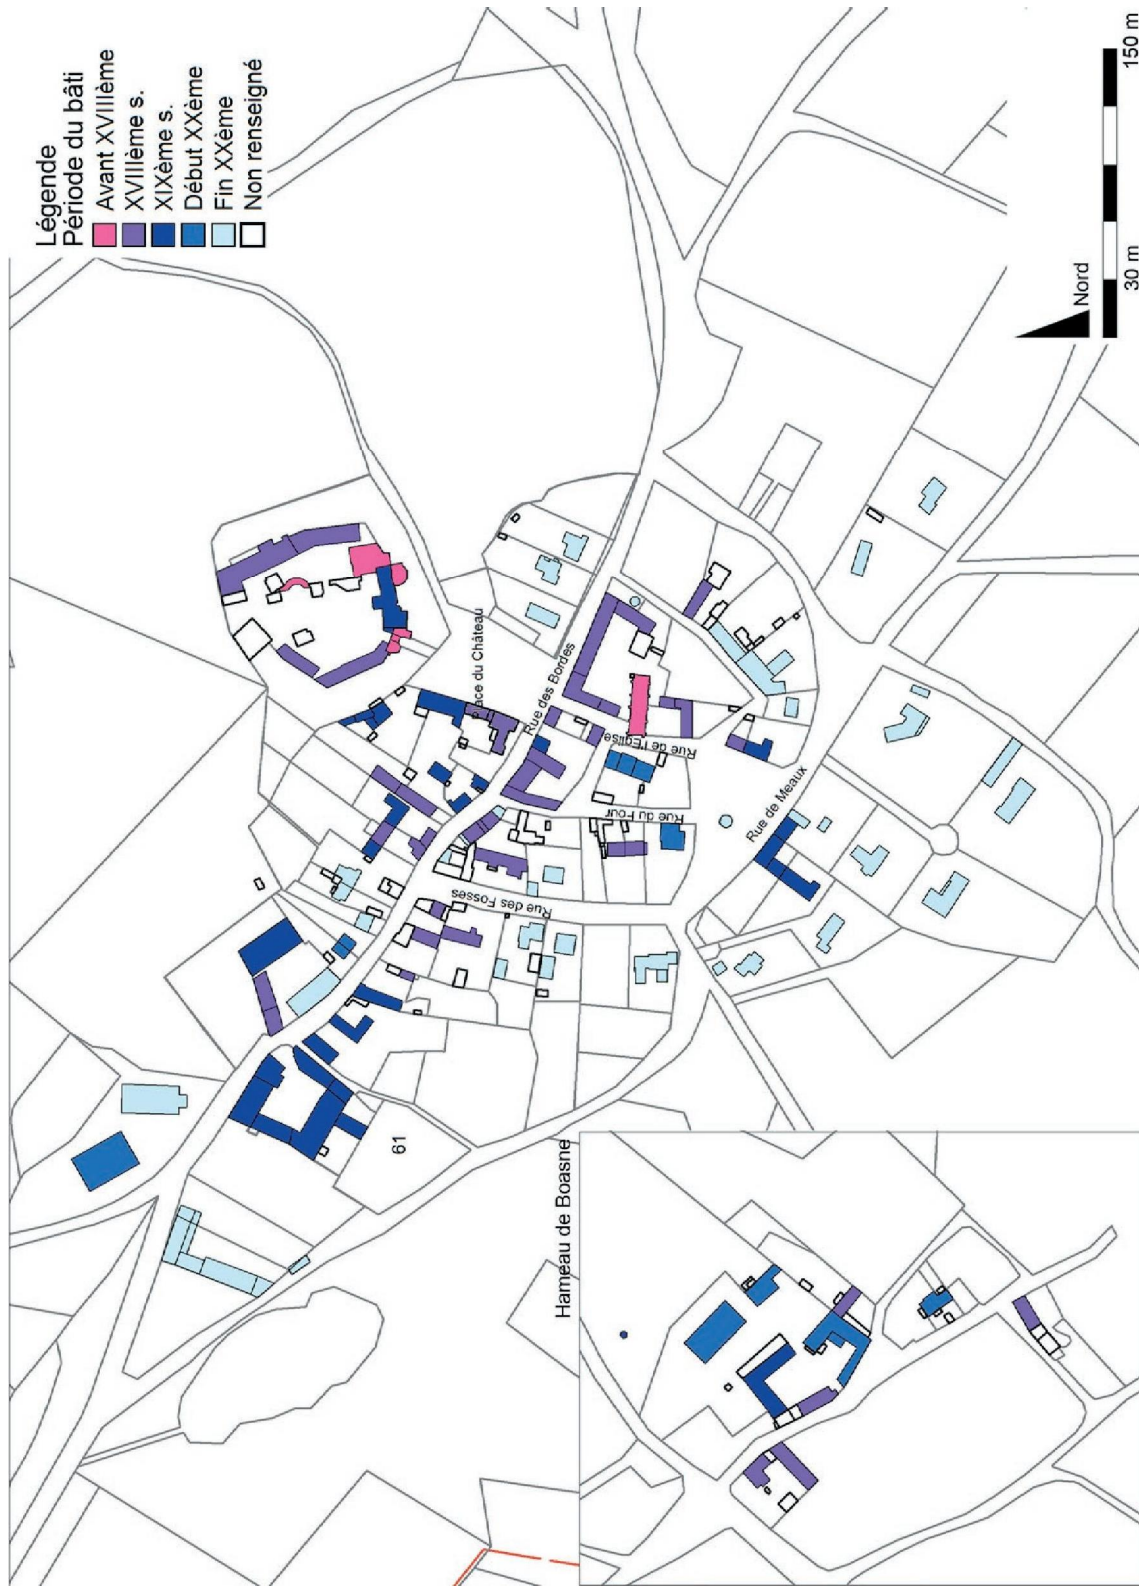 Légende
Période du bâti
Avant XVIIIème
XVIIIème s.
XIXème s.
Début XXème
Fin XXème
Non renseigné
Place du Château
Rue des Bordes
Rue de l'Eglise
Rue du Four
Rue des Fosses
Rue de Meaux
61
Hameau de Boasne
Nord
30 m
150 m